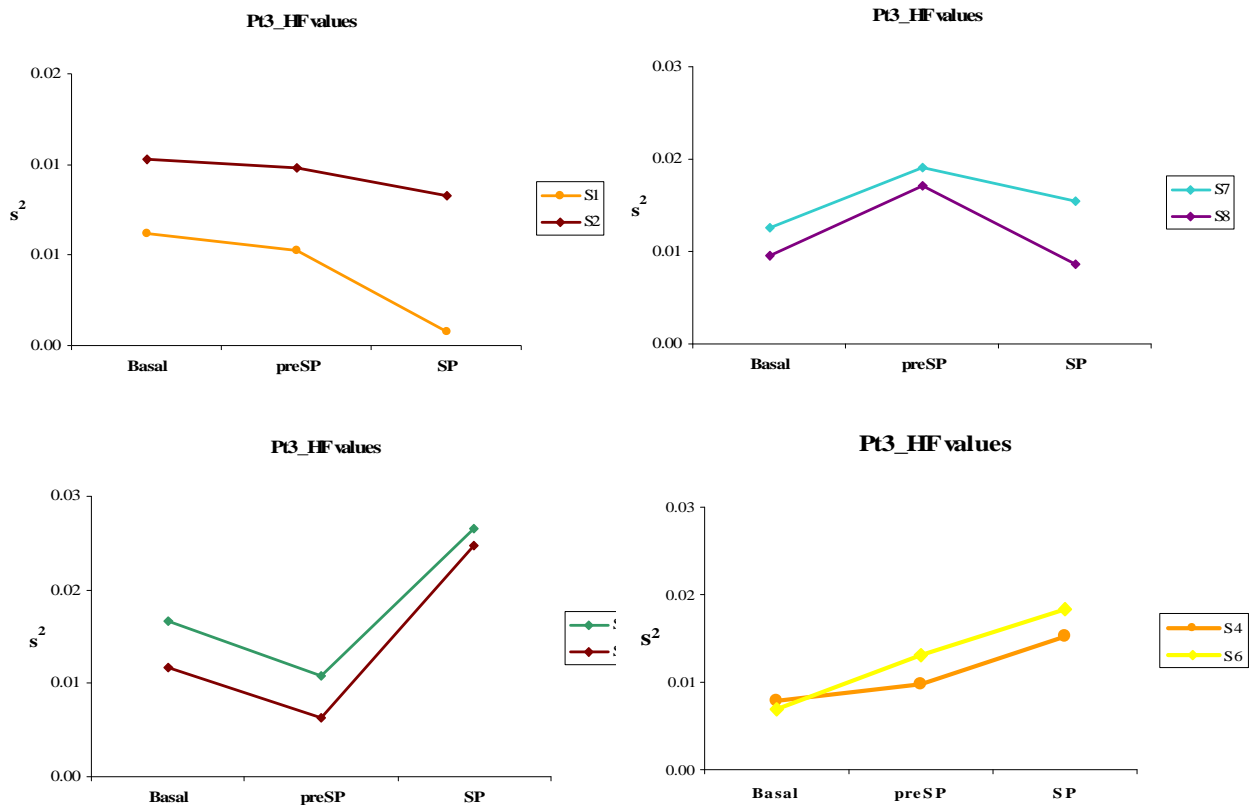 Pt3_HF values
0.02
0.01
0.01
0.00
s²
Basal preSP SP
S1
S2
Pt3_HF values
0.03
0.02
0.01
0.00
s²
Basal preSP SP
S7
S8
Pt3_HF values
0.03
0.02
0.01
0.00
s²
Basal preSP SP
Pt3_HF values
0.03
0.02
0.01
0.00
s²
Basal preSP SP
S4
S6